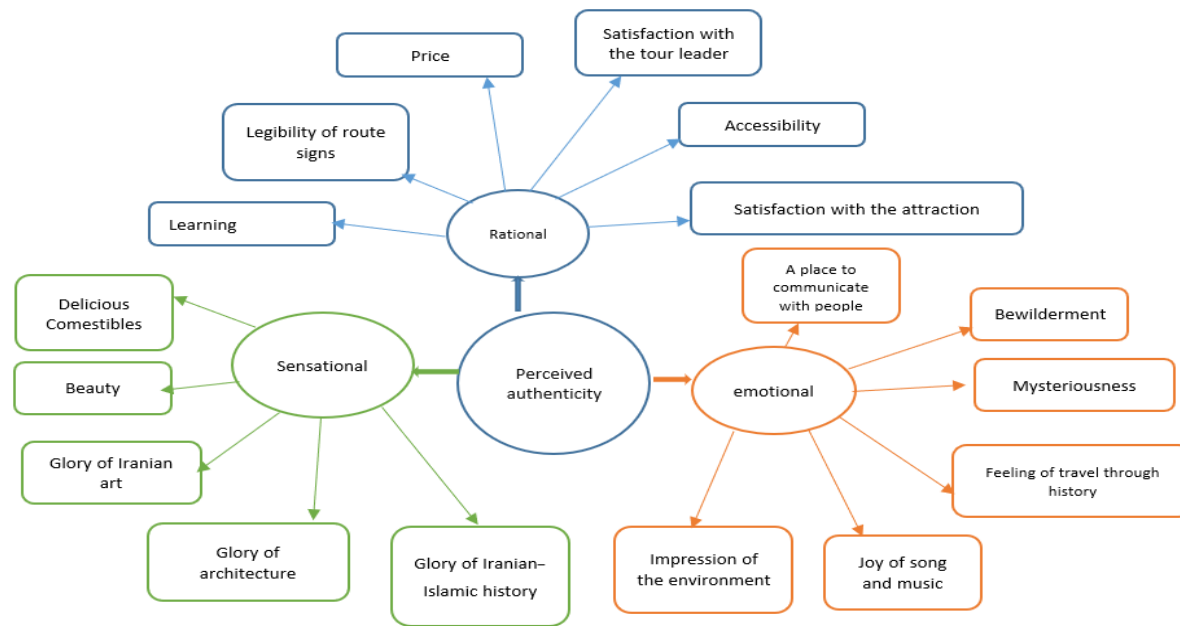 Price
Satisfaction with
the tour leader
Legibility of route
signs
Accessibility
Learning
Rational
Satisfaction with the attraction
Delicious
Comestibles
Beauty
Sensational
Glory of Iranian
art
Glory of
architecture
Glory of Iranian–
Islamic history
Perceived
authenticity
A place to
communicate
with people
emotional
Bewilderment
Mysteriousness
Feeling of travel through
history
Impression of
the environment
Joy of song
and music